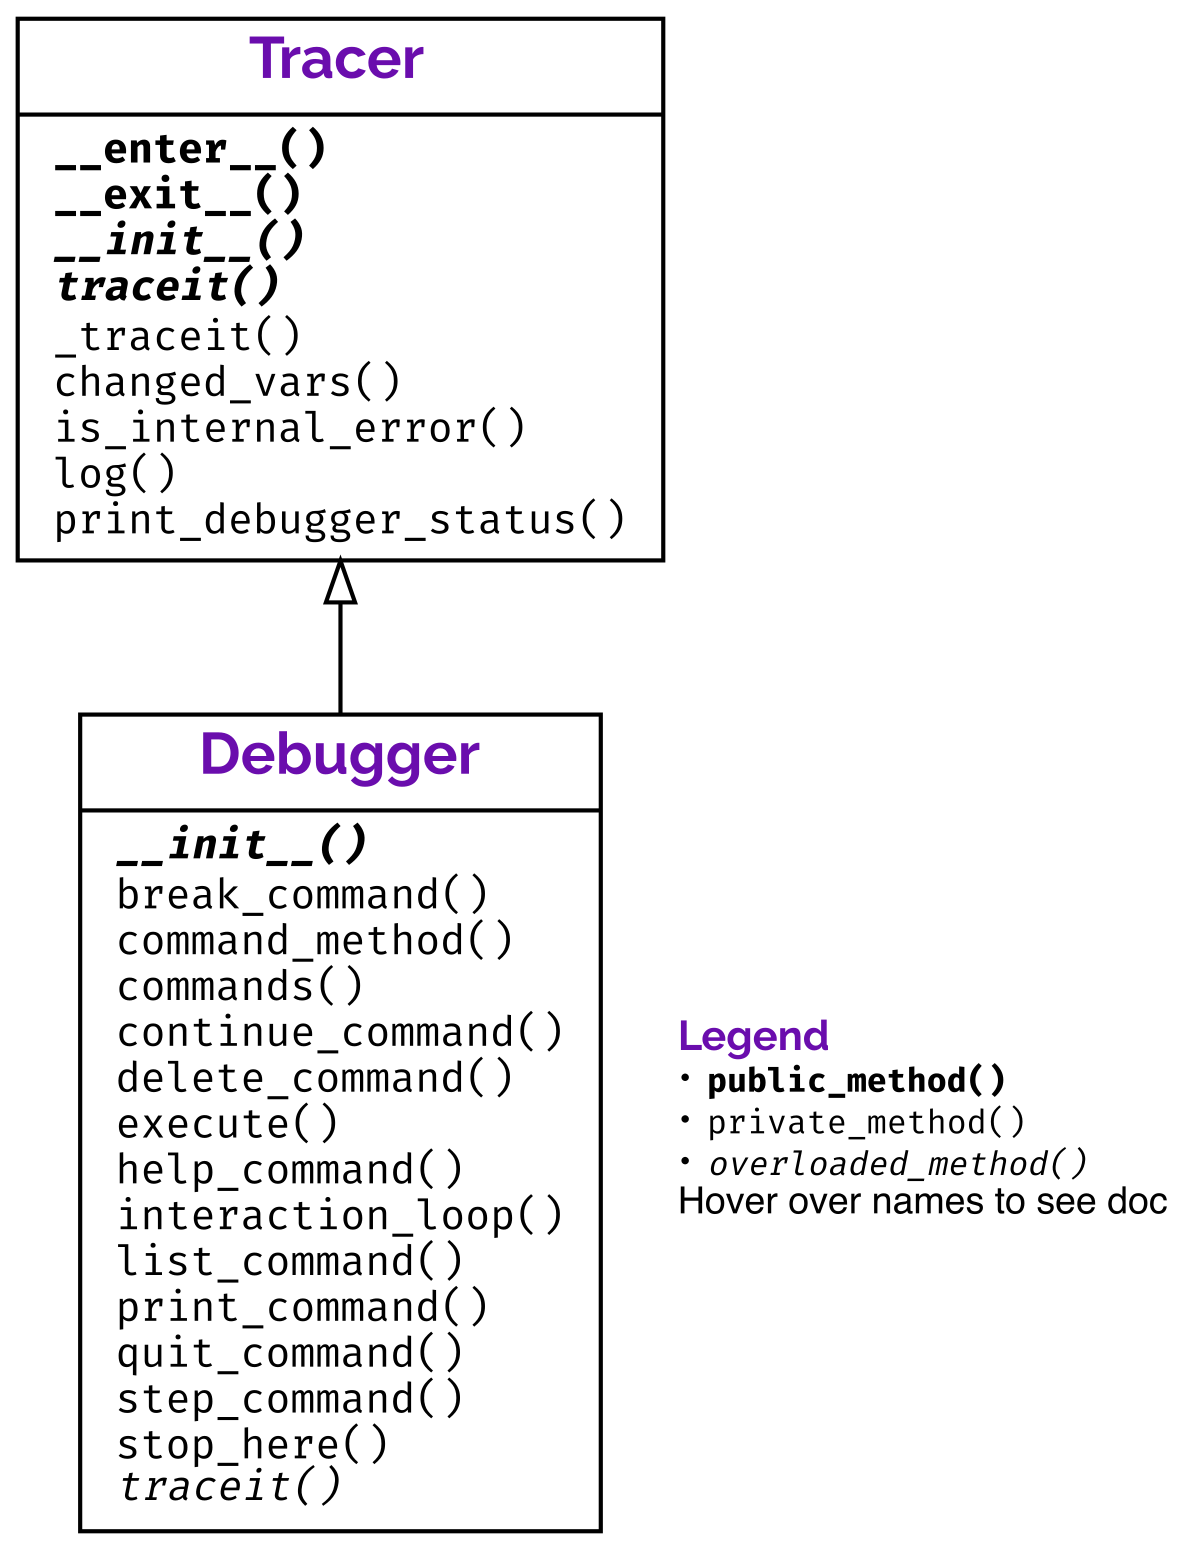 Tracer
__enter__()
__exit__()
__init__()
traceit()
_traceit()
changed_vars()
is_internal_error()
log()
print_debugger_status()
Debugger
__init__()
break_command()
command_method()
commands()
continue_command()
delete_command()
execute()
help_command()
interaction_loop()
list_command()
print_command()
quit_command()
step_command()
stop_here()
traceit()
Legend
• public_method()
• private_method()
• overloaded_method()
Hover over names to see doc